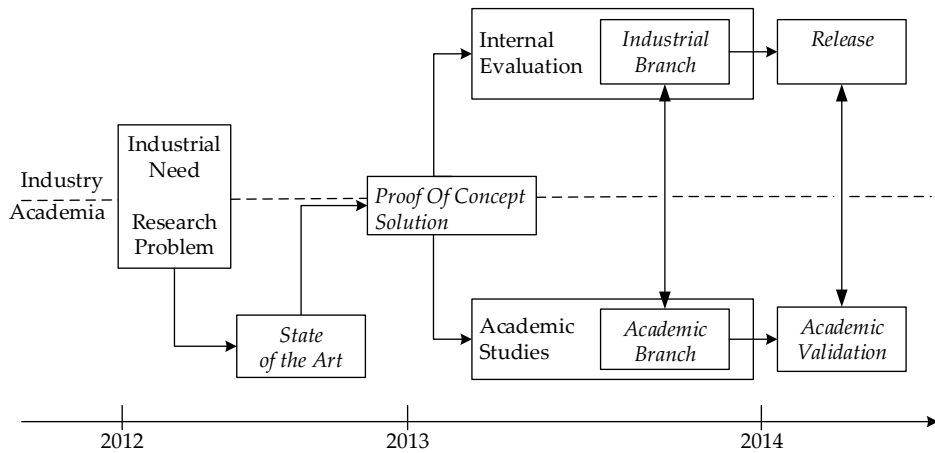 Internal
Evaluation
Industrial
Branch
Release
Industrial
Need
Research
Problem
Industry
Academia
Proof Of Concept
Solution
State
of the Art
Academic
Studies
Academic
Branch
Academic
Validation
2012
2013
2014